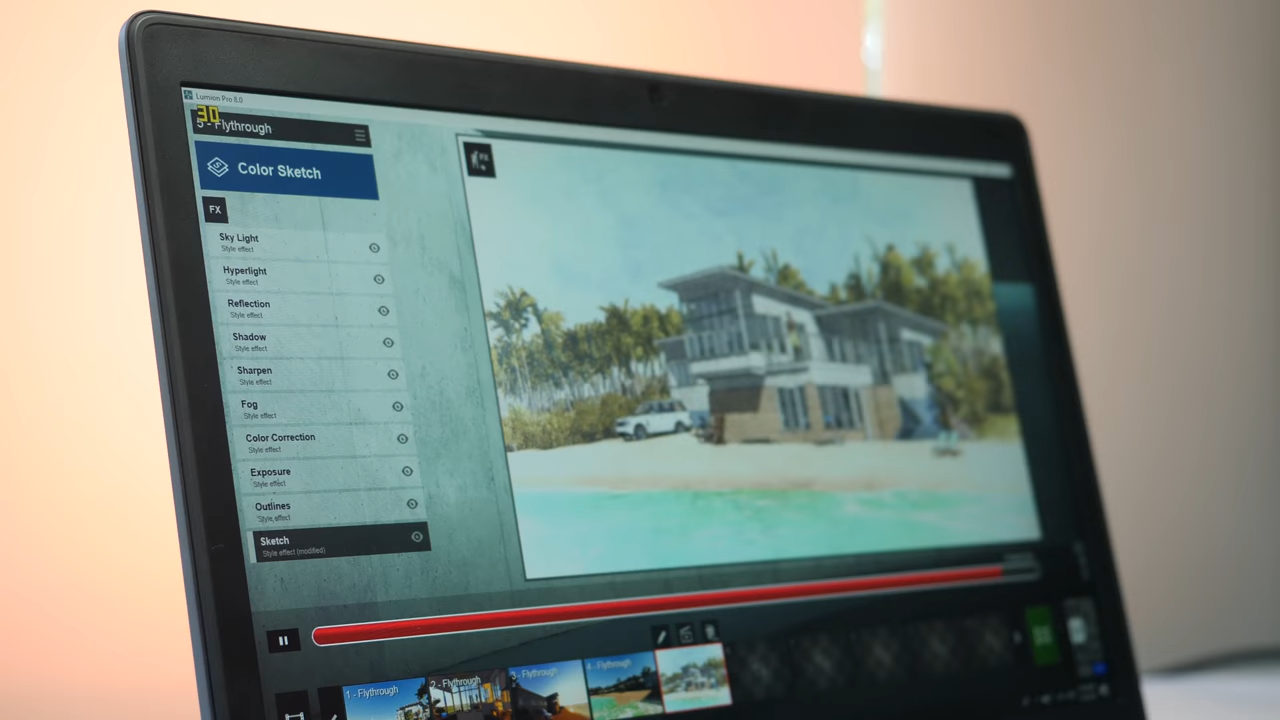 Lumion Pro 8.0
30
5 - Flythrough
Color Sketch
FX
Sky Light
Style effect
Hyperlight
Style effect
Reflection
Style effect
Shadow
Style effect
Sharpen
Style effect
Fog
Style effect
Color Correction
Style effect
Exposure
Style effect
Outlines
Style effect
Sketch
Style effect (modified)
1 - Flythrough
2 - Flythrough
3 - Flythrough
4 - Flythrough